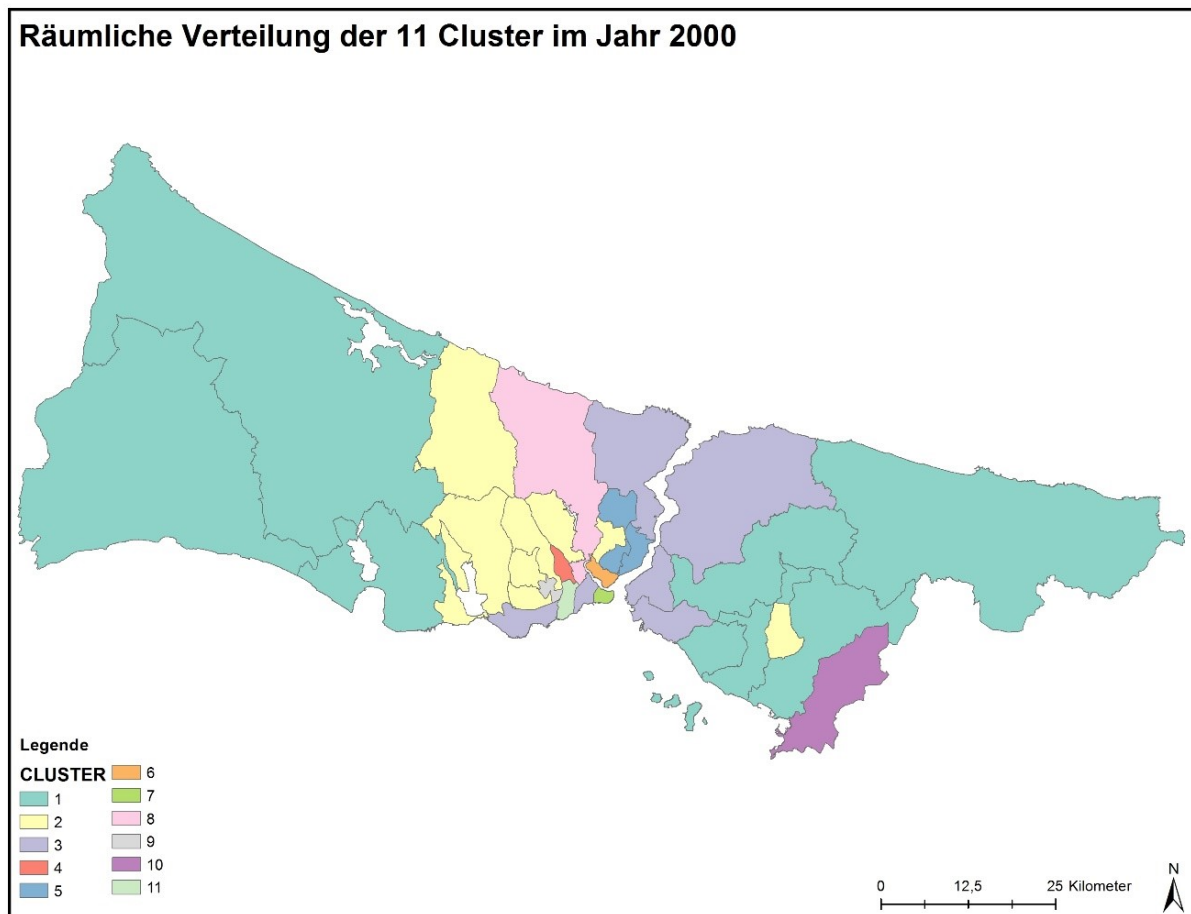 Räumliche Verteilung der 11 Cluster im Jahr 2000
Legende
CLUSTER
1
2
3
4
5
6
7
8
9
10
11
0 12,5 25 Kilometer
N